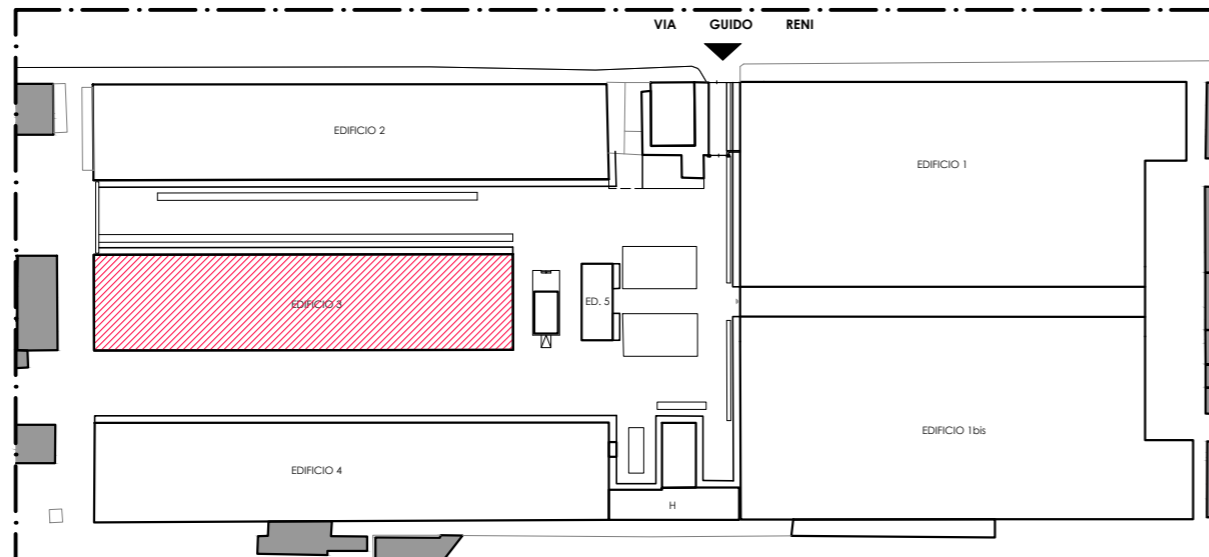 VIA GUIDO RENI
EDIFICIO 2
EDIFICIO 1
EDIFICIO 3
ED. 5
EDIFICIO 1bis
EDIFICIO 4
H